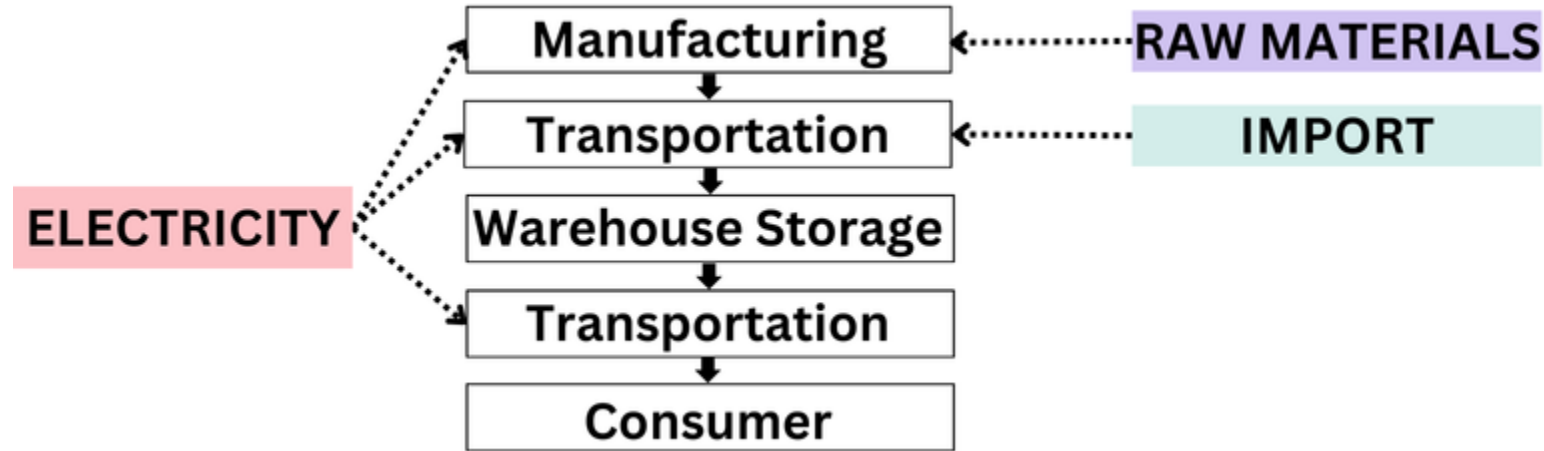 Manufacturing
RAW MATERIALS
Transportation
IMPORT
ELECTRICITY
Warehouse Storage
Transportation
Consumer